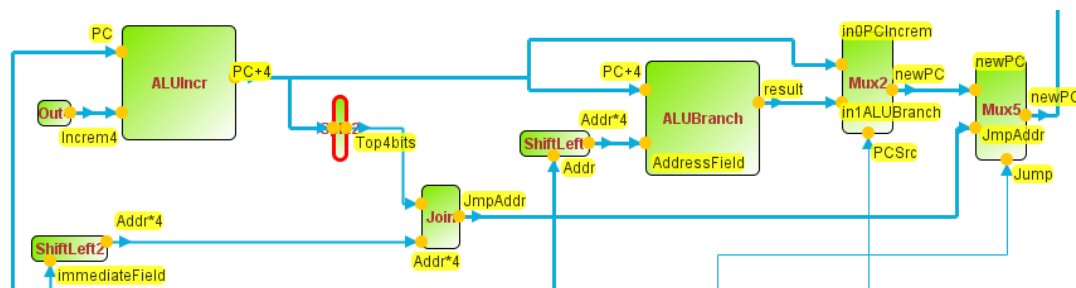 PC
ALUIncr
PC+4
Out
Increm4
Top4bits
Addr*4
ShiftLeft2
immediateField
Join
JmpAddr
Addr*4
PC+4
ALUBranch
result
Addr*4
ShiftLeft
Addr
AddressField
in0PCIncrem
Mux2
newPC
in1ALUBranch
PCSrc
newPC
Mux5
newPC
JmpAddr
Jump